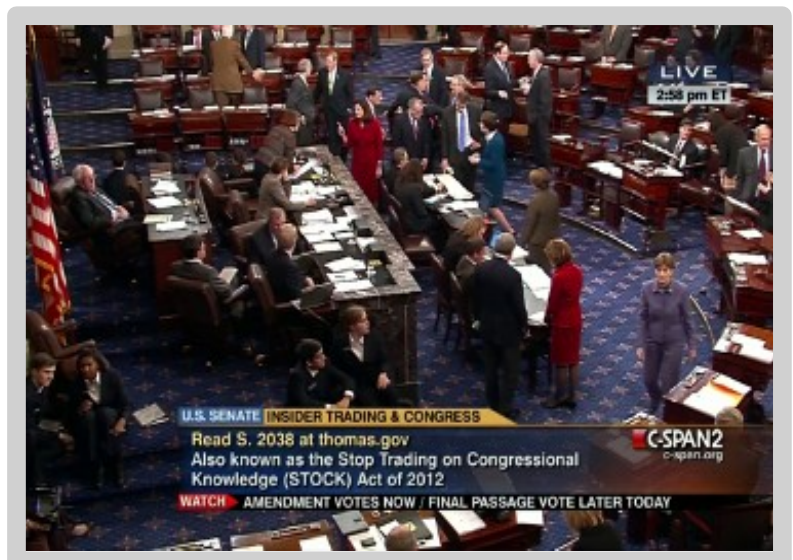 LIVE
2:58 pm ET
U.S. SENATE INSIDER TRADING & CONGRESS
Read S. 2038 at thomas.gov
Also known as the Stop Trading on Congressional
Knowledge (STOCK) Act of 2012
C-SPAN2
c-span.org
WATCH AMENDMENT VOTES NOW / FINAL PASSAGE VOTE LATER TODAY